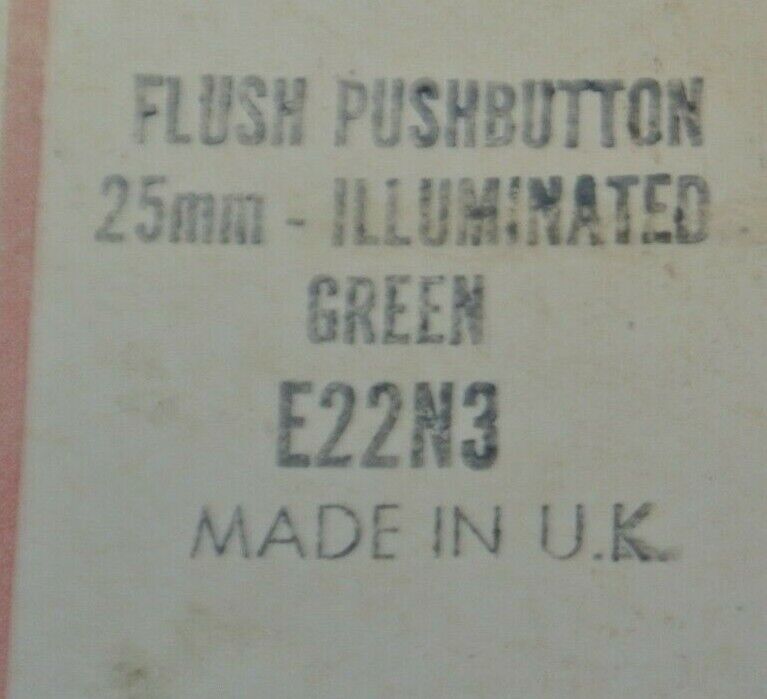 FLUSH PUSHBUTTON
25mm - ILLUMINATED
GREEN
E22N3
MADE IN U.K.